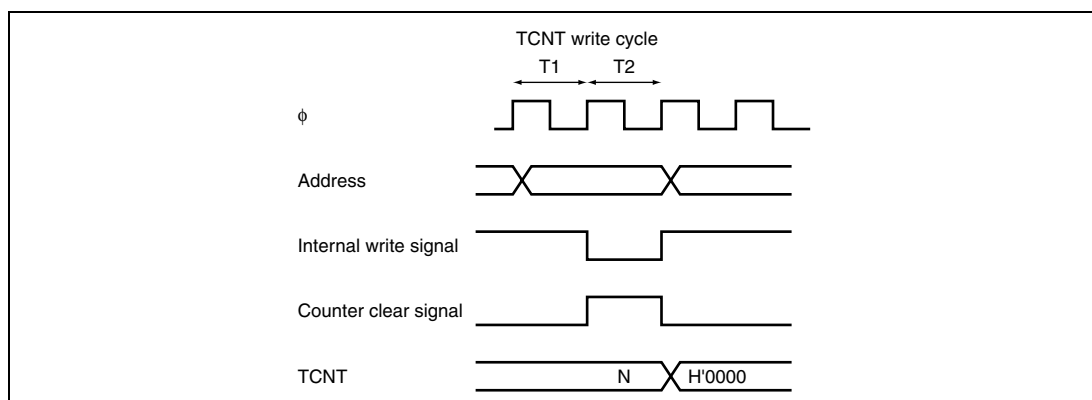 TCNT write cycle
T1 T2
ϕ
Address
Internal write signal
Counter clear signal
TCNT N H'0000